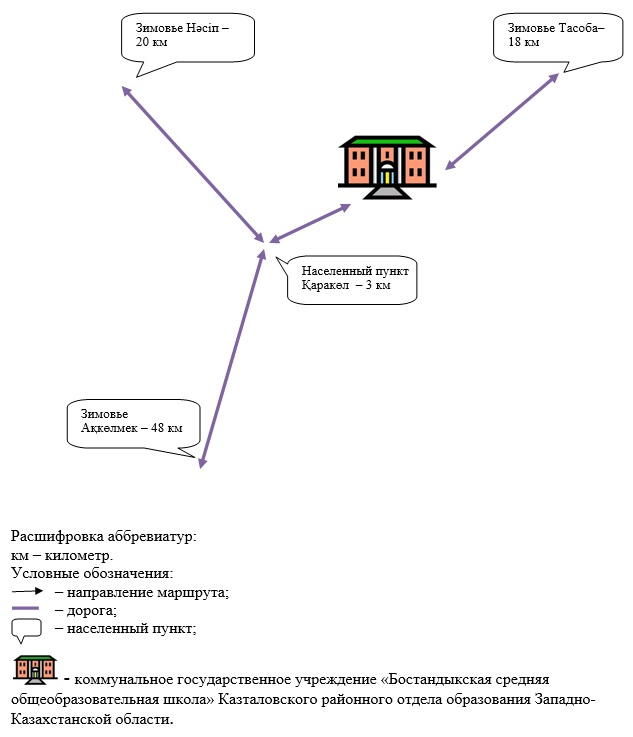 Зимовье Нәсіп –
20 км
Зимовье Тасоба–
18 км
Населенный пункт
Қаракөл – 3 км
Зимовье
Ақкөлмек – 48 км
Расшифровка аббревиатур:
км – километр.
Условные обозначения:
– направление маршрута;
– дорога;
– населенный пункт;
- коммунальное государственное учреждение «Бостандыкская средняя
общеобразовательная школа» Казталовского районного отдела образования Западно-
Казахстанской области.